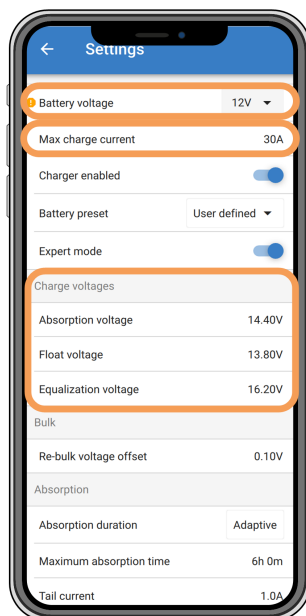 Settings
Battery voltage 12V
Max charge current 30A
Charger enabled
Battery preset User defined
Expert mode
Charge voltages
Absorption voltage 14.40V
Float voltage 13.80V
Equalization voltage 16.20V
Bulk
Re-bulk voltage offset 0.10V
Absorption
Absorption duration Adaptive
Maximum absorption time 6h 0m
Tail current 1.0A